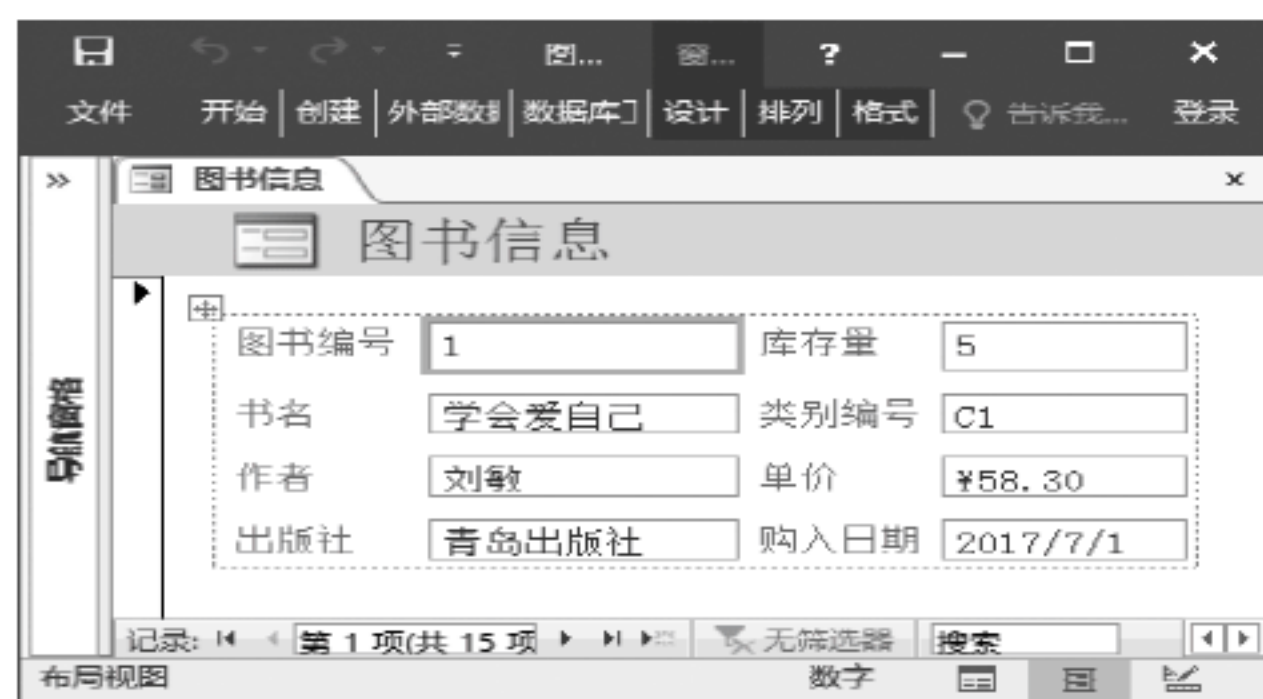 图... 窗... ?
文件 开始 创建 外部数据 数据库工 设计 排列 格式 告诉我... 登录
» 图书信息 ×
图书信息
图书编号 1 库存量 5
书名 学会爱自己 类别编号 C1
作者 刘敏 单价 ¥58.30
出版社 青岛出版社 购入日期 2017/7/1
导航窗格
记录: 第 1 项(共 15 项 无筛选器 搜索
布局视图 数字